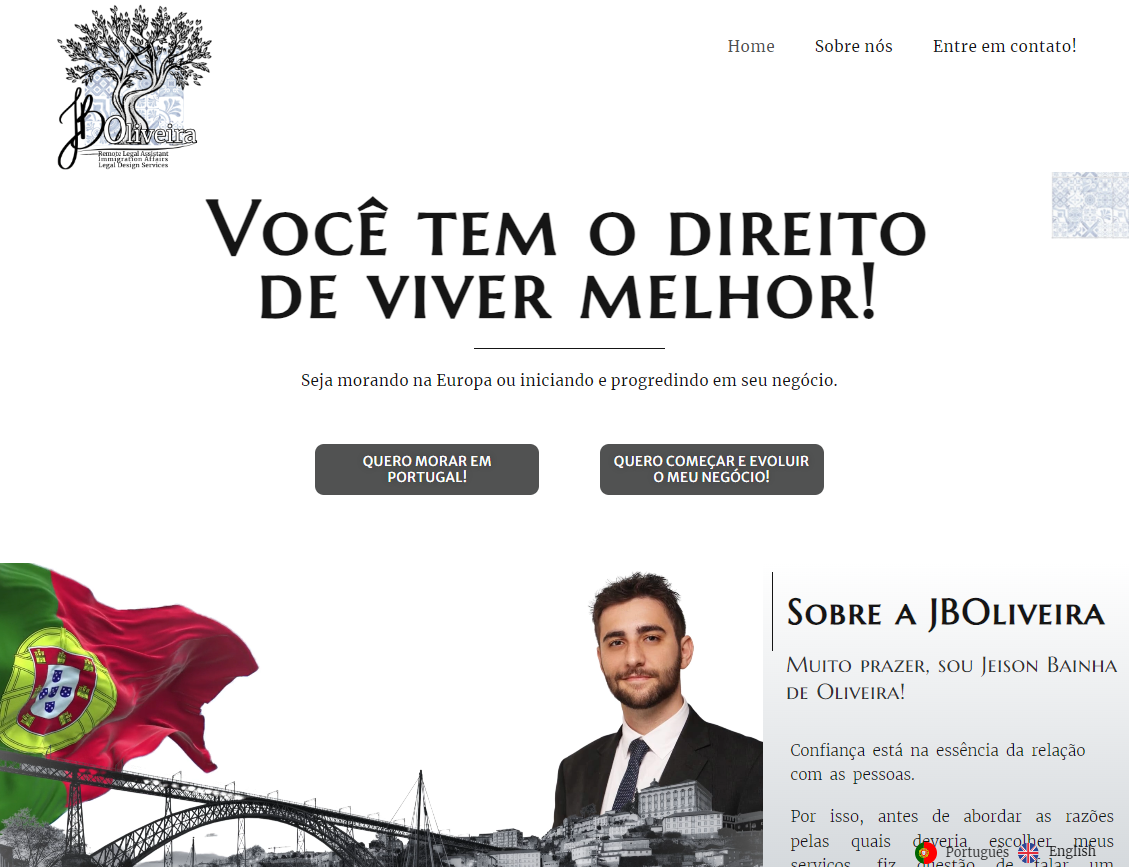 JBOliveira
Remote Legal Assistant
Immigration Affairs
Legal Design Services
Home
Sobre nós
Entre em contato!
Você tem o direito
de viver melhor!
Seja morando na Europa ou iniciando e progredindo em seu negócio.
QUERO MORAR EM
PORTUGAL!
QUERO COMEÇAR E EVOLUIR
O MEU NEGÓCIO!
Sobre a JBOliveira
Muito prazer, sou Jeison Bainha
de Oliveira!
Confiança está na essência da relação
com as pessoas.
Por isso, antes de abordar as razões
pelas quais deveria escolher meus
serviços, fiz questão de falar um
Português
English